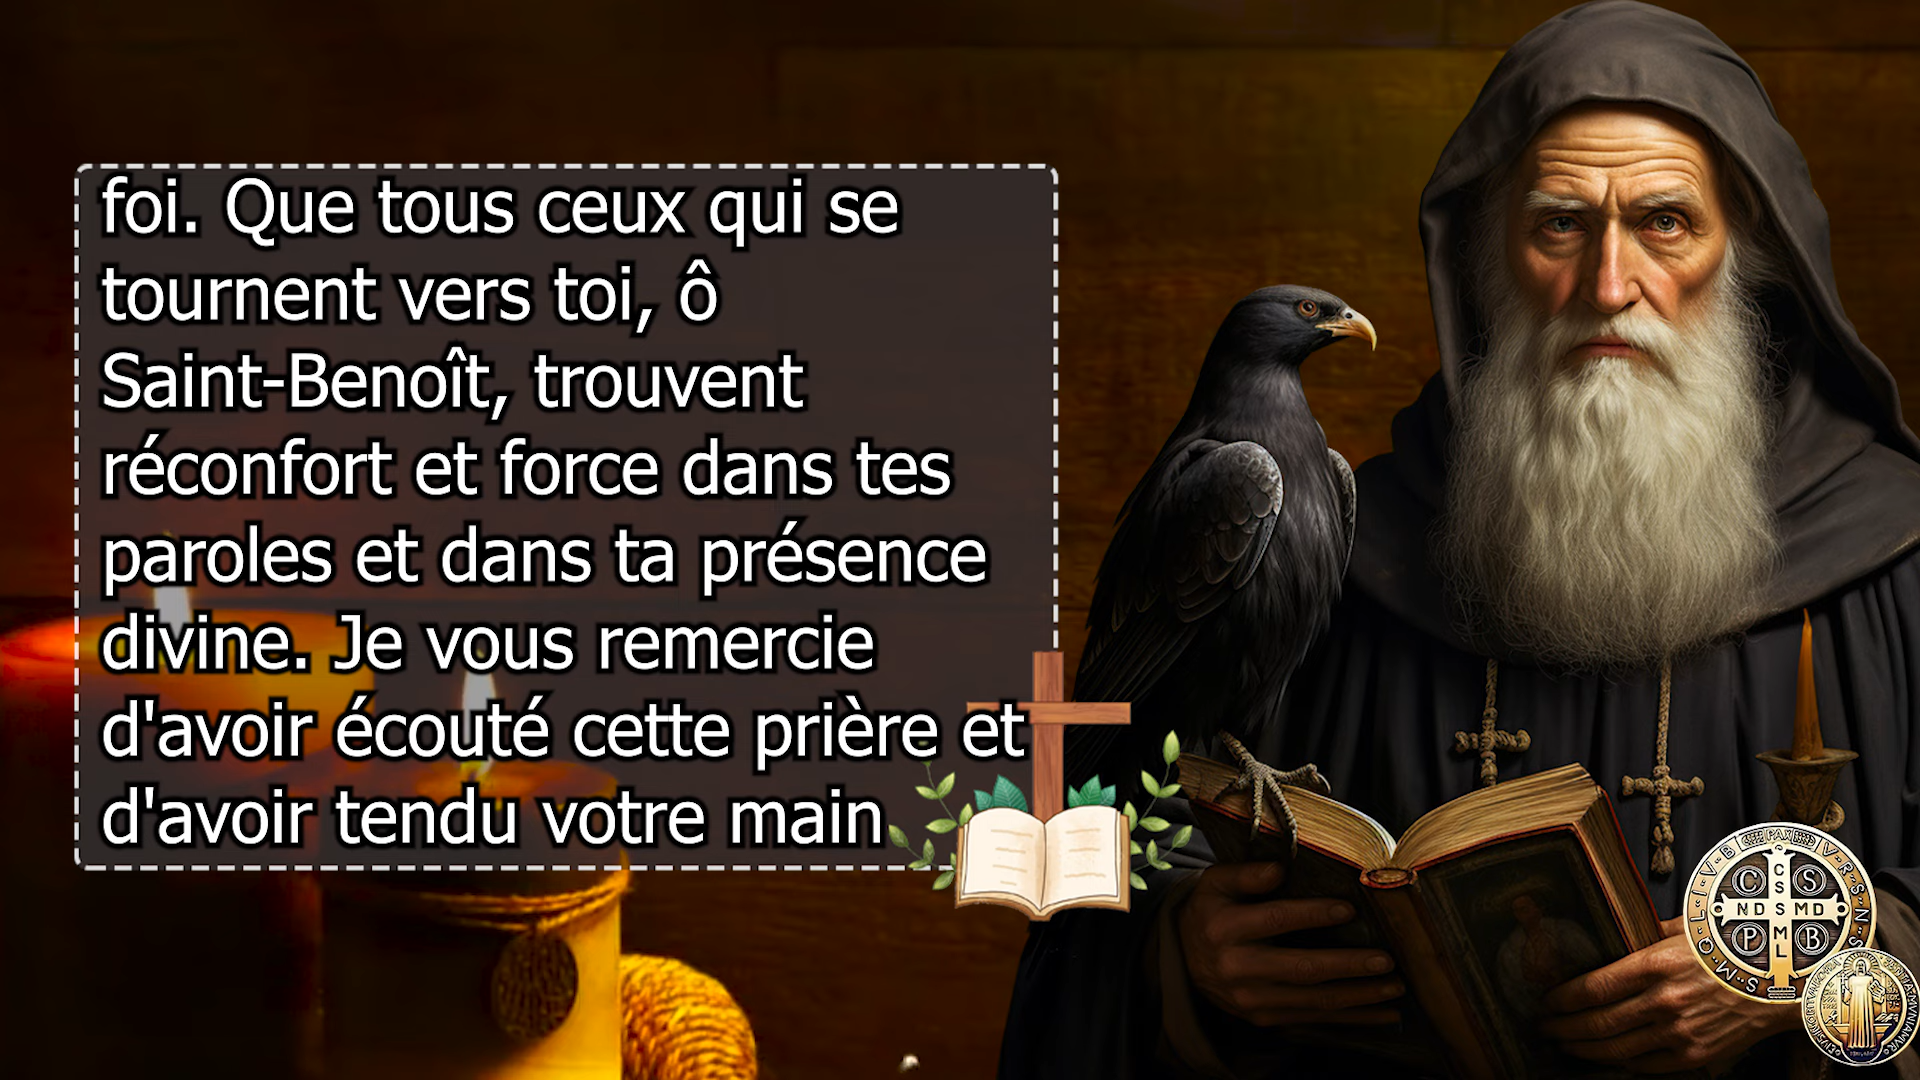 foi. Que tous ceux qui se
tournent vers toi, ô
Saint-Benoît, trouvent
réconfort et force dans tes
paroles et dans ta présence
divine. Je vous remercie
d'avoir écouté cette prière et
d'avoir tendu votre main
PAX
C S
C S S M L
N D S M D
P B